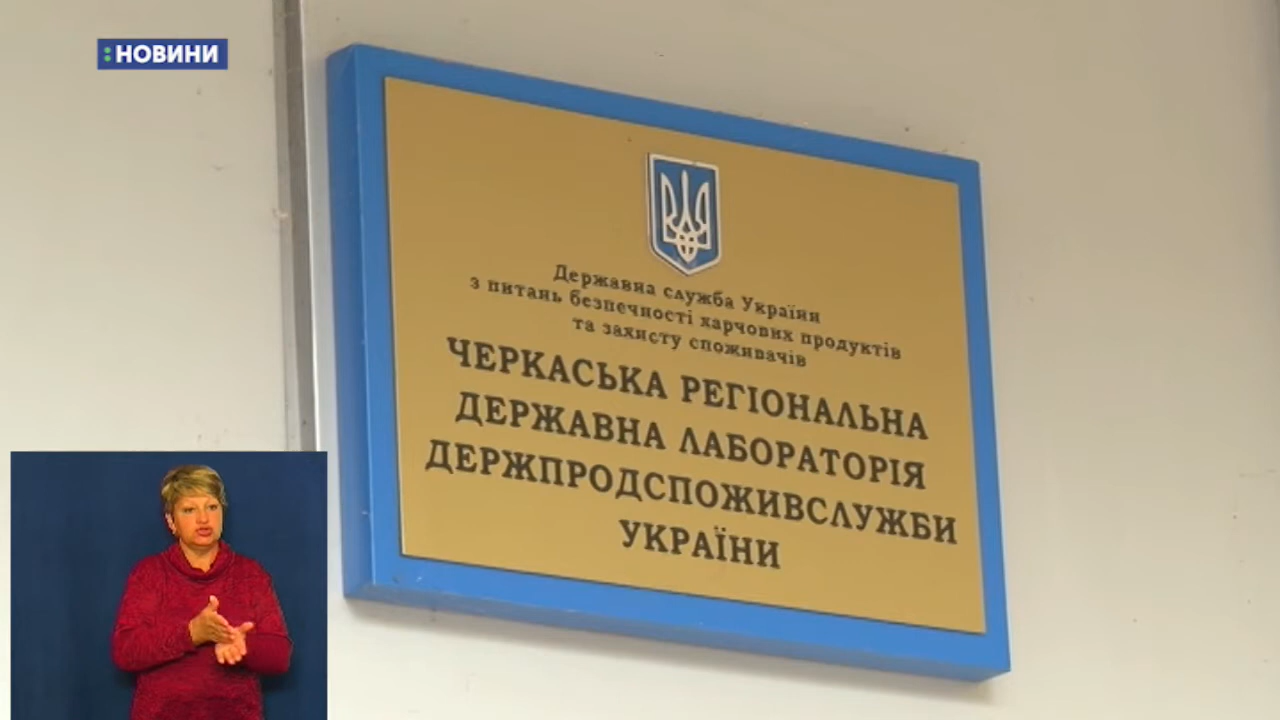 :НОВИНИ
Державна служба України
з питань безпечності харчових продуктів
та захисту споживачів
ЧЕРКАСЬКА РЕГІОНАЛЬНА
ДЕРЖАВНА ЛАБОРАТОРІЯ
ДЕРЖПРОДСПОЖИВСЛУЖБИ
УКРАЇНИ